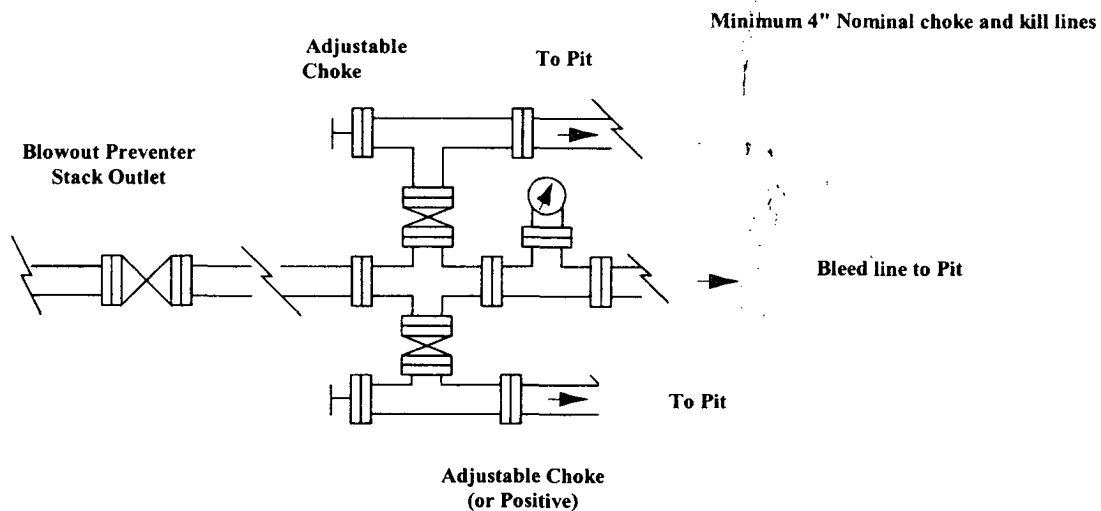 Minimum 4" Nominal choke and kill lines
Adjustable
Choke
To Pit
Blowout Preventer
Stack Outlet
Bleed line to Pit
To Pit
Adjustable Choke
(or Positive)